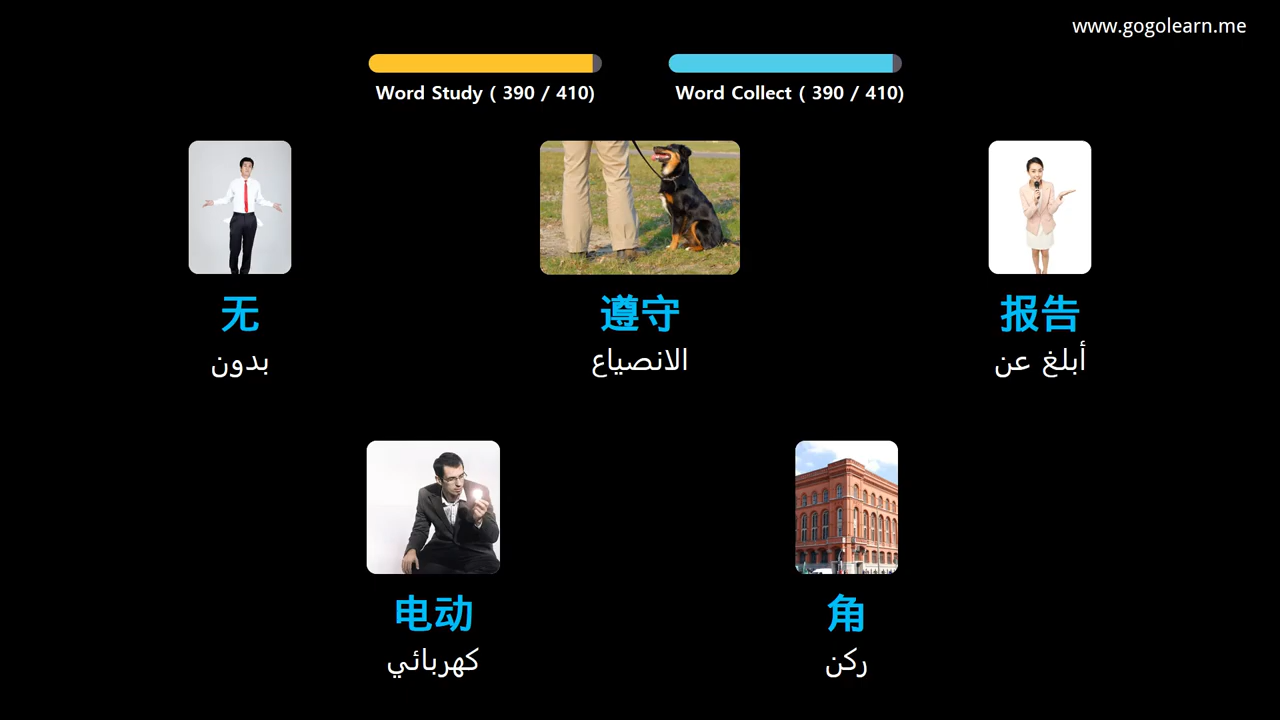 www.gogolearn.me
Word Study ( 390 / 410)
Word Collect ( 390 / 410)
无
بدون
遵守
الانصياع
报告
أبلغ عن
电动
كهربائي
角
ركن